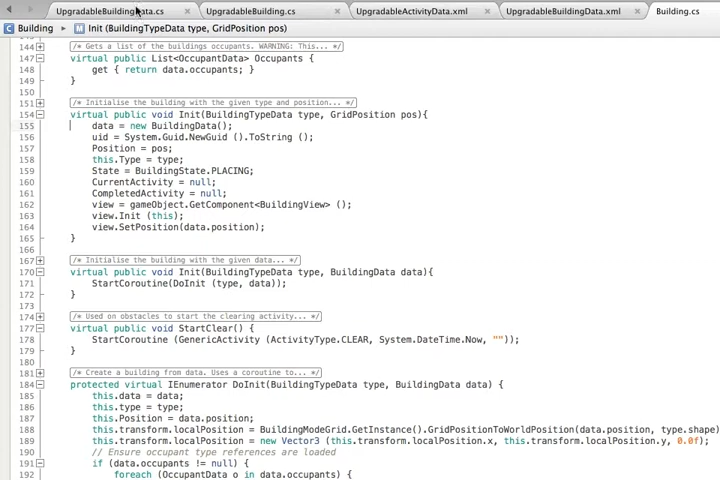 UpgradableBuildingData.cs
UpgradableBuilding.cs
UpgradableActivityData.xml
UpgradableBuildingData.xml
Building.cs
Building ▸ Init (BuildingTypeData type, GridPosition pos)
144 /* Gets a list of the buildings occupants. WARNING: This... */
147 virtual public List<OccupantData> Occupants {
148 get { return data.occupants; }
149 }
150
151 /* Initialise the building with the given type and position... */
154 virtual public void Init(BuildingTypeData type, GridPosition pos){
155 data = new BuildingData();
156 uid = System.Guid.NewGuid ().ToString ();
157 Position = pos;
158 this.Type = type;
159 State = BuildingState.PLACING;
160 CurrentActivity = null;
161 CompletedActivity = null;
162 view = gameObject.GetComponent<BuildingView> ();
163 view.Init (this);
164 view.SetPosition(data.position);
165 }
166
167 /* Initialise the building with the given data... */
170 virtual public void Init(BuildingTypeData type, BuildingData data){
171 StartCoroutine(DoInit (type, data));
172 }
173
174 /* Used on obstacles to start the clearing activity... */
177 virtual public void StartClear() {
178 StartCoroutine (GenericActivity (ActivityType.CLEAR, System.DateTime.Now, ""));
179 }
180
181 /* Create a building from data. Uses a coroutine to... */
184 protected virtual IEnumerator DoInit(BuildingTypeData type, BuildingData data) {
185 this.data = data;
186 this.type = type;
187 this.Position = data.position;
188 this.transform.localPosition = BuildingModeGrid.GetInstance().GridPositionToWorldPosition(data.position, type.shape)
189 this.transform.localPosition = new Vector3 (this.transform.localPosition.x, this.transform.localPosition.y, 0.0f);
190 // Ensure occupant type references are loaded
191 if (data.occupants != null) {
192 foreach (OccupantData o in data.occupants) {